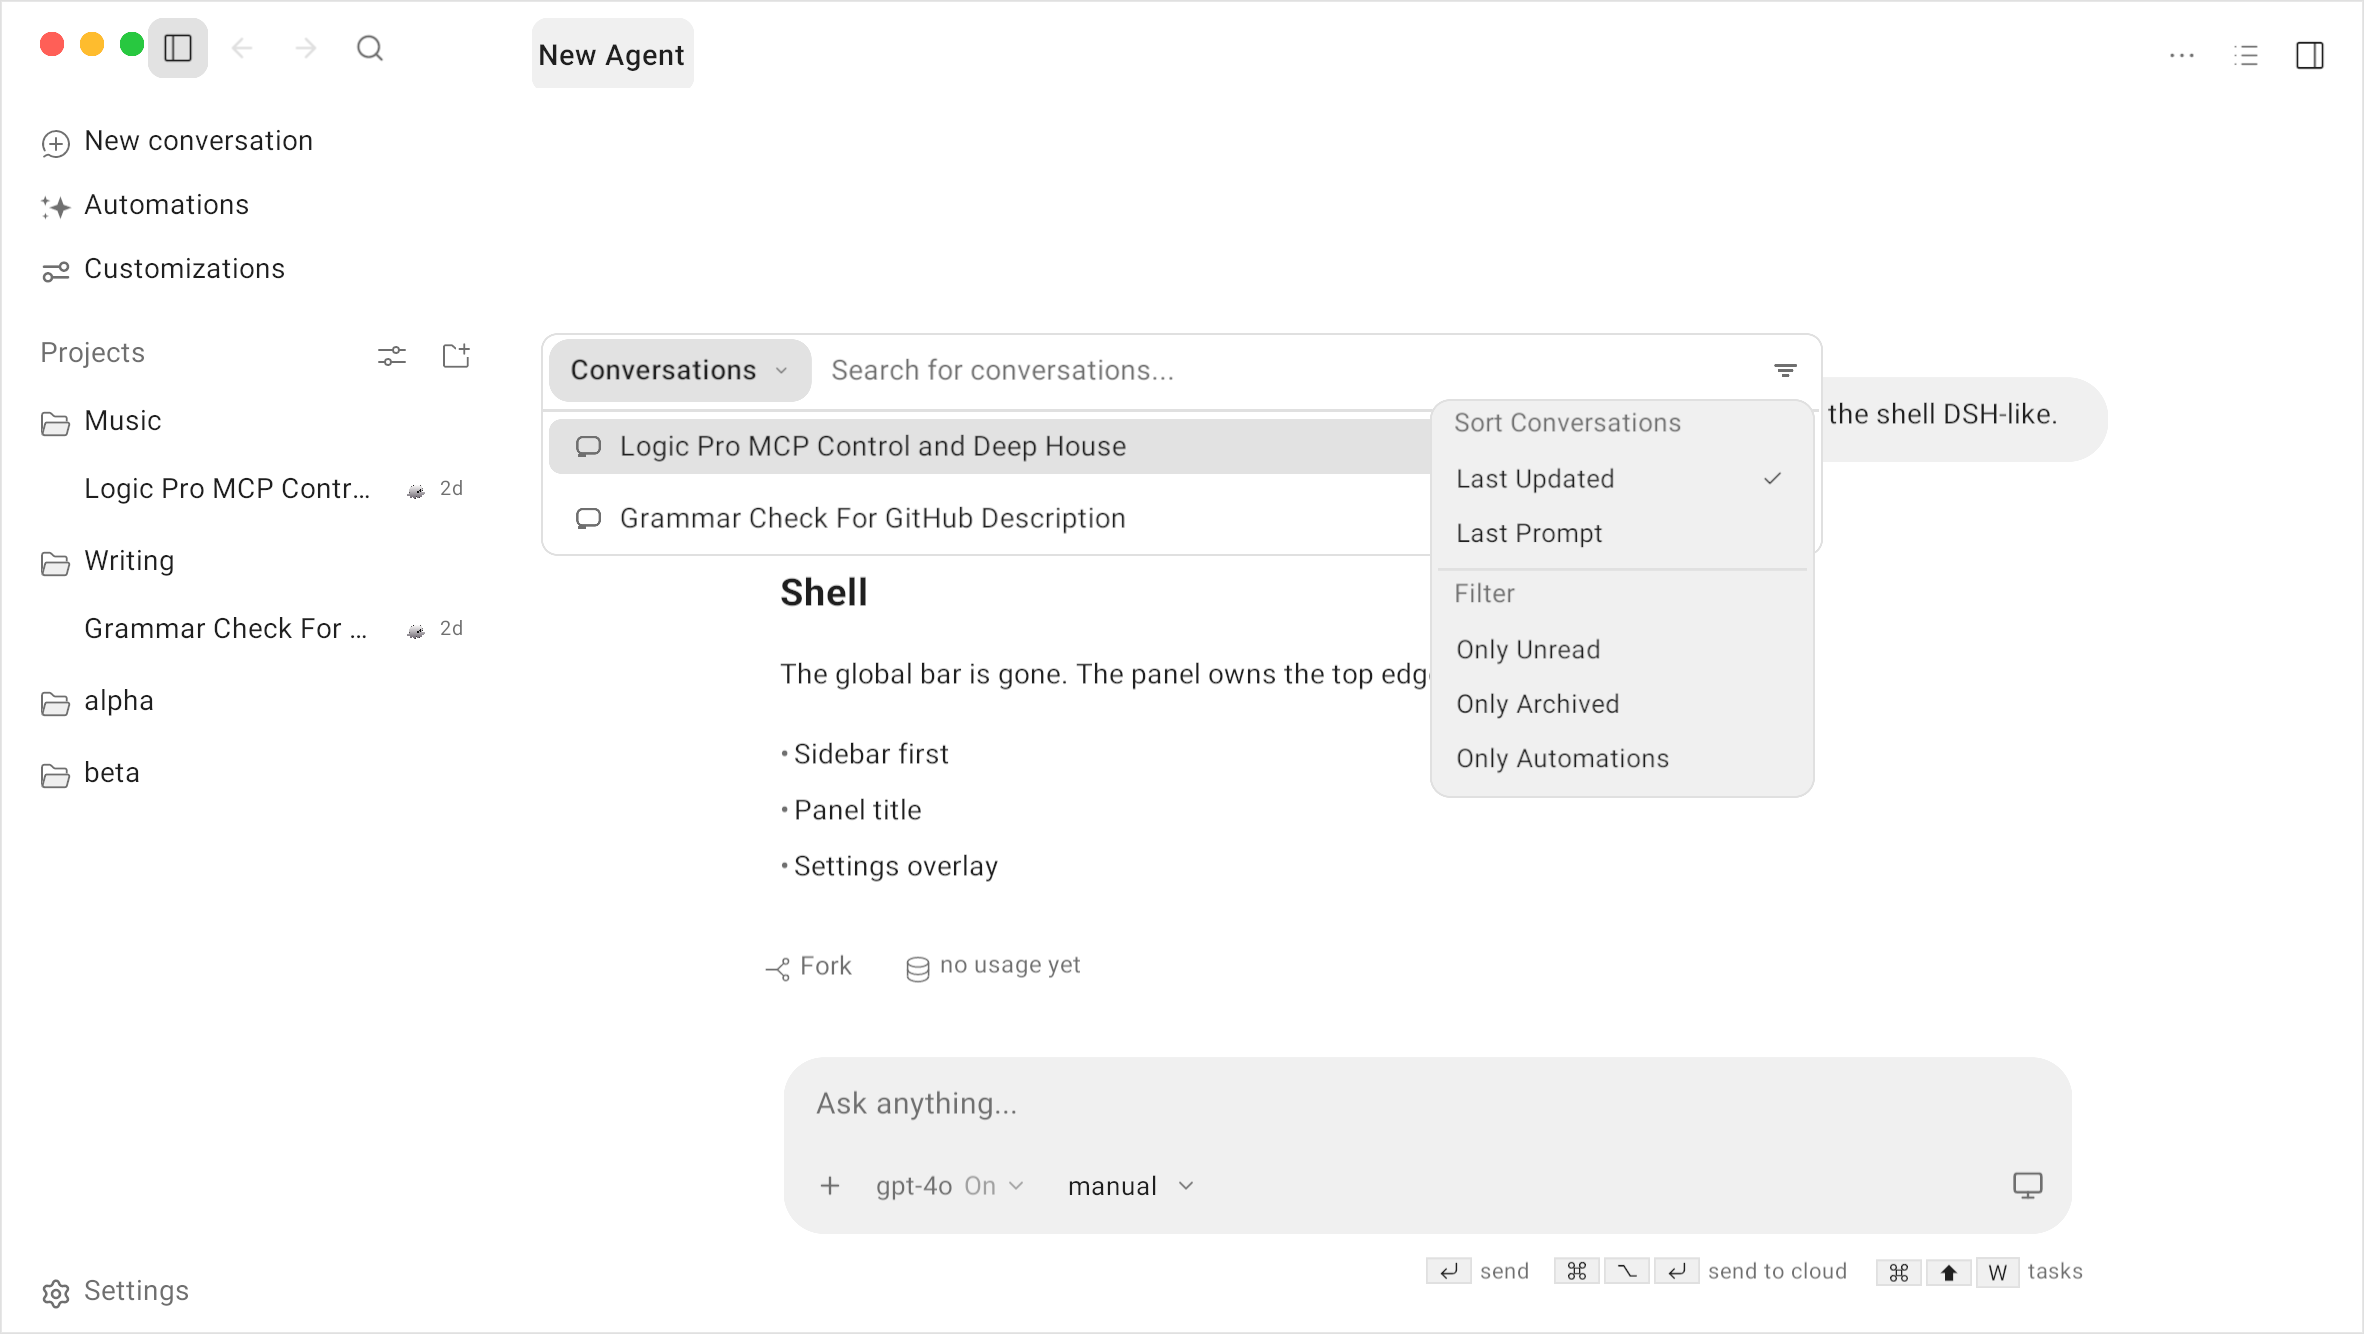 New Agent
New conversation
Automations
Customizations
Projects
Music
Logic Pro MCP Contr...
2d
Writing
Grammar Check For ...
2d
alpha
beta
Settings
Conversations
Search for conversations...
Logic Pro MCP Control and Deep House
Grammar Check For GitHub Description
Sort Conversations
Last Updated
Last Prompt
Filter
Only Unread
Only Archived
Only Automations
the shell DSH-like.
Shell
The global bar is gone. The panel owns the top edg
• Sidebar first
• Panel title
• Settings overlay
Fork
no usage yet
Ask anything...
gpt-4o On
manual
send
send to cloud
W tasks